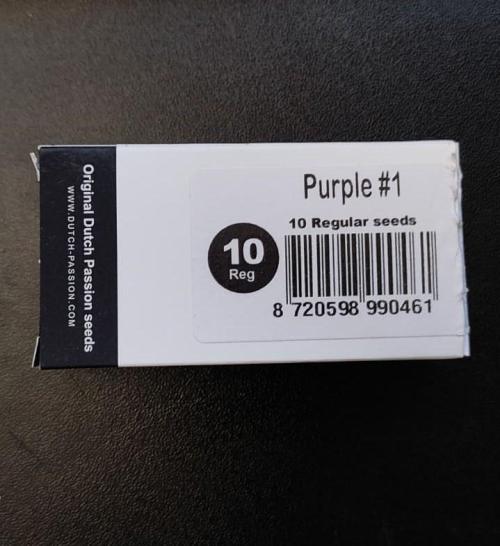 Original Dutch Passion seeds
WWW.DUTCH-PASSION.COM
Purple #1
10 Regular seeds
10
Reg
8 720598 990461